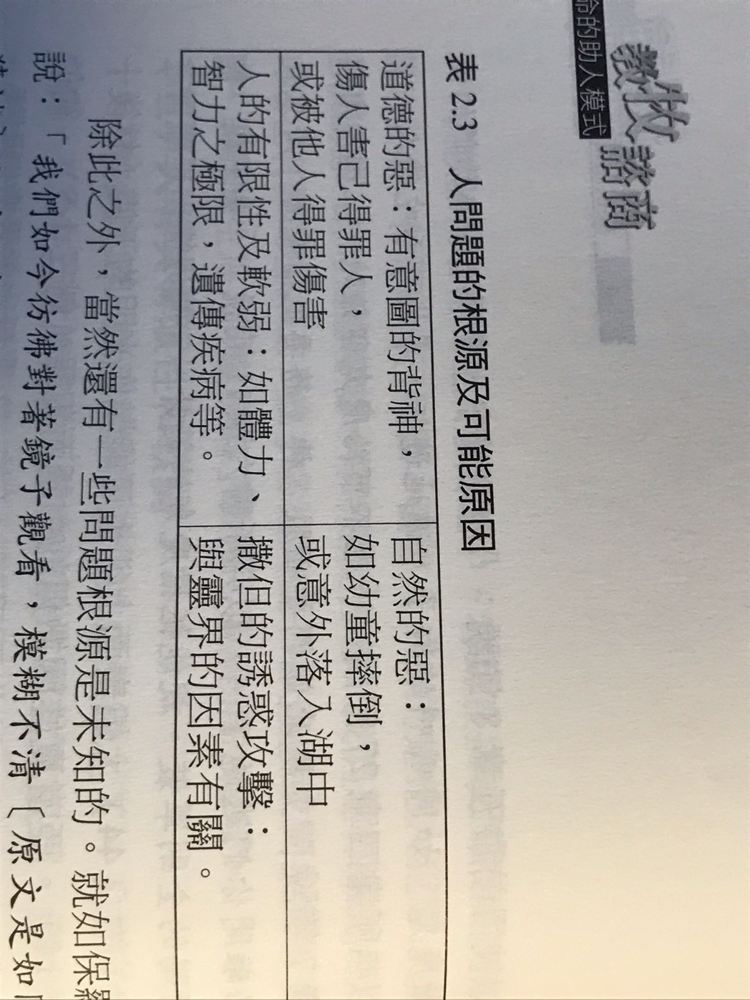 教牧諮商
命的助人模式
表 2.3 人問題的根源及可能原因
道德的惡：有意圖的背神，
傷人害己得罪人，
或被他人得罪傷害
自然的惡：
如幼童摔倒，
或意外落入湖中
人的有限性及軟弱：如體力、
智力之極限，遺傳疾病等。
撒但的誘惑攻擊：
與靈界的因素有關。
除此之外，當然還有一些問題根源是未知的。就如保羅
說：「我們如今彷彿對著鏡子觀看，模糊不清〔原文是如同